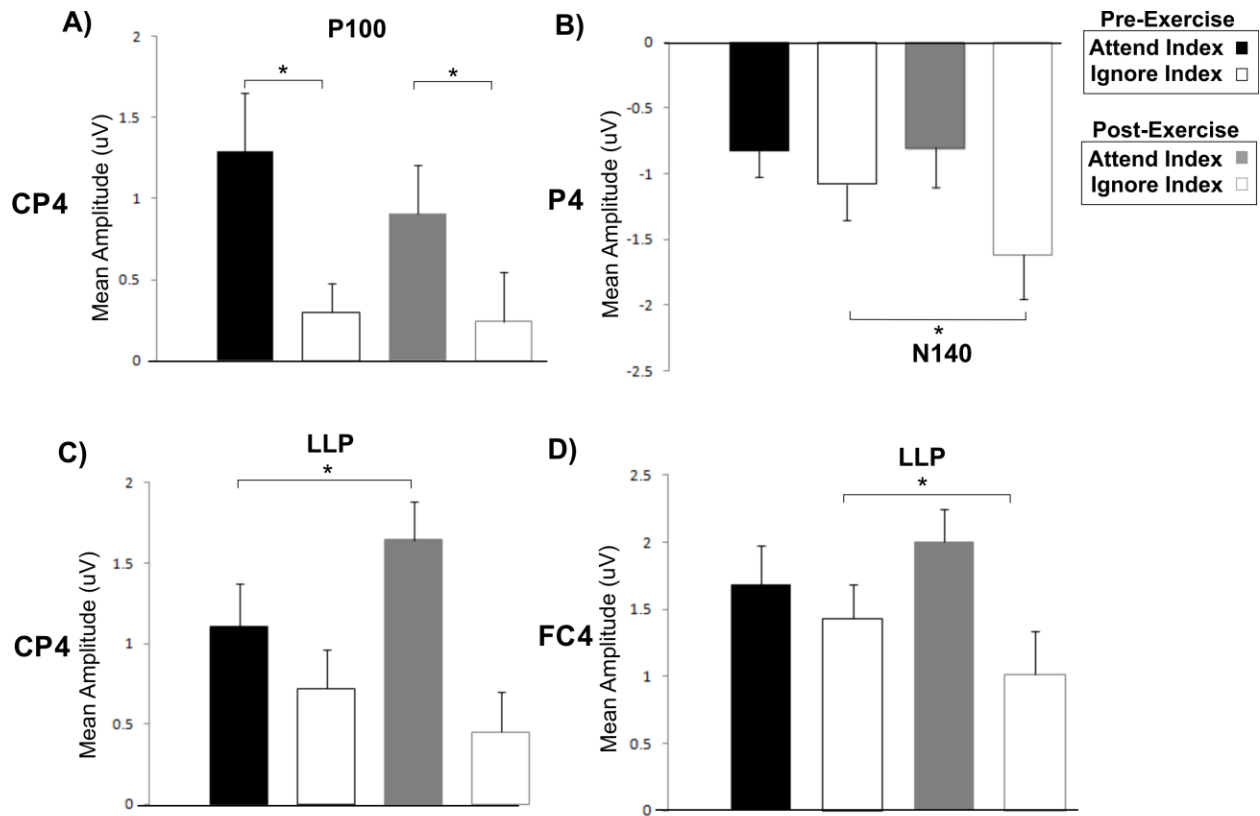 A)
P100
2
*
*
1.5
1
0.5
0
Mean Amplitude (uV)
CP4
B)
0
-0.5
-1
-1.5
-2
-2.5
Mean Amplitude (uV)
P4
*
N140
Pre-Exercise
Attend Index
Ignore Index
Post-Exercise
Attend Index
Ignore Index
C)
LLP
*
2
1.5
1
0.5
0
Mean Amplitude (uV)
CP4
D)
LLP
*
2.5
2
1.5
1
0.5
0
Mean Amplitude (uV)
FC4